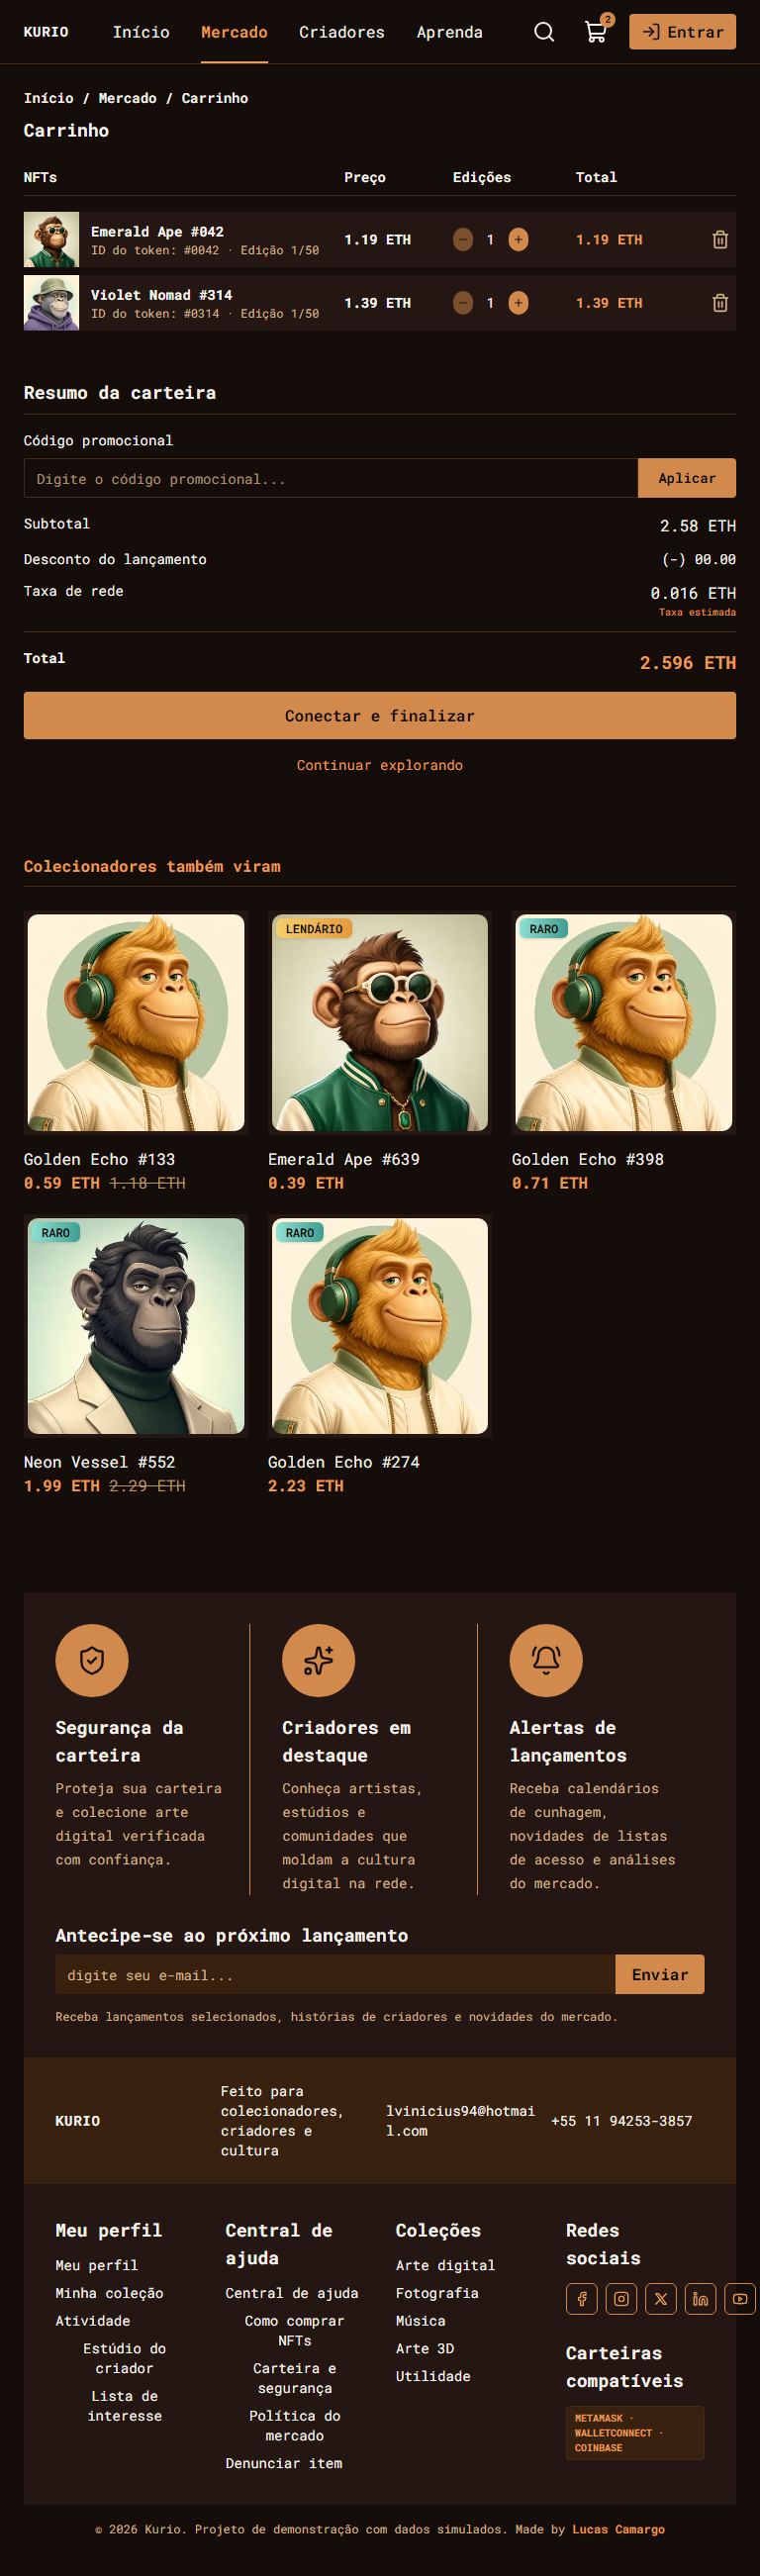 KURIO Início Mercado Criadores Aprenda 2 Entrar
Início / Mercado / Carrinho
Carrinho
NFTs Preço Edições Total
Emerald Ape #042
ID do token: #0042 · Edição 1/50
1.19 ETH − 1 + 1.19 ETH
Violet Nomad #314
ID do token: #0314 · Edição 1/50
1.39 ETH − 1 + 1.39 ETH
Resumo da carteira
Código promocional
Digite o código promocional... Aplicar
Subtotal 2.58 ETH
Desconto do lançamento (-) 00.00
Taxa de rede 0.016 ETH
Taxa estimada
Total 2.596 ETH
Conectar e finalizar
Continuar explorando
Colecionadores também viram
Golden Echo #133
0.59 ETH 1.18 ETH
LENDÁRIO
Emerald Ape #639
0.39 ETH
RARO
Golden Echo #398
0.71 ETH
RARO
Neon Vessel #552
1.99 ETH 2.29 ETH
RARO
Golden Echo #274
2.23 ETH
Segurança da
carteira
Proteja sua carteira
e colecione arte
digital verificada
com confiança.
Criadores em
destaque
Conheça artistas,
estúdios e
comunidades que
moldam a cultura
digital na rede.
Alertas de
lançamentos
Receba calendários
de cunhagem,
novidades de listas
de acesso e análises
do mercado.
Antecipe-se ao próximo lançamento
digite seu e-mail... Enviar
Receba lançamentos selecionados, histórias de criadores e novidades do mercado.
KURIO
Feito para
colecionadores,
criadores e
cultura
lvinicius94@hotmai
l.com
+55 11 94253-3857
Meu perfil
Meu perfil
Minha coleção
Atividade
Estúdio do
criador
Lista de
interesse
Central de
ajuda
Central de ajuda
Como comprar
NFTs
Carteira e
segurança
Política do
mercado
Denunciar item
Coleções
Arte digital
Fotografia
Música
Arte 3D
Utilidade
Redes
sociais
Carteiras
compatíveis
METAMASK ·
WALLETCONNECT ·
COINBASE
© 2026 Kurio. Projeto de demonstração com dados simulados. Made by Lucas Camargo